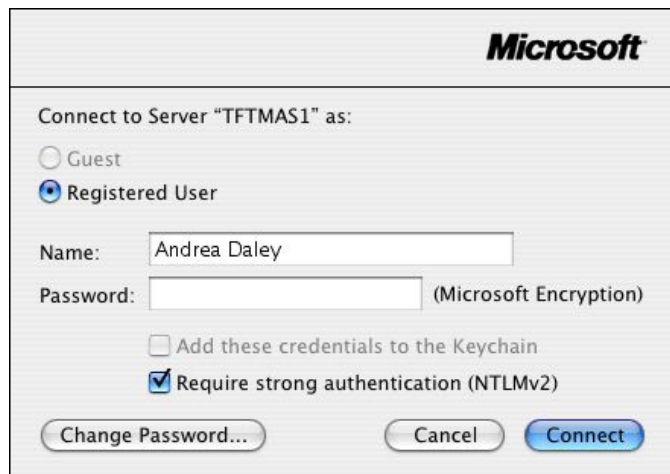 Microsoft
Connect to Server “TFTMAS1” as:
Guest
Registered User
Name: Andrea Daley
Password: (Microsoft Encryption)
Add these credentials to the Keychain
Require strong authentication (NTLMv2)
Change Password... Cancel Connect